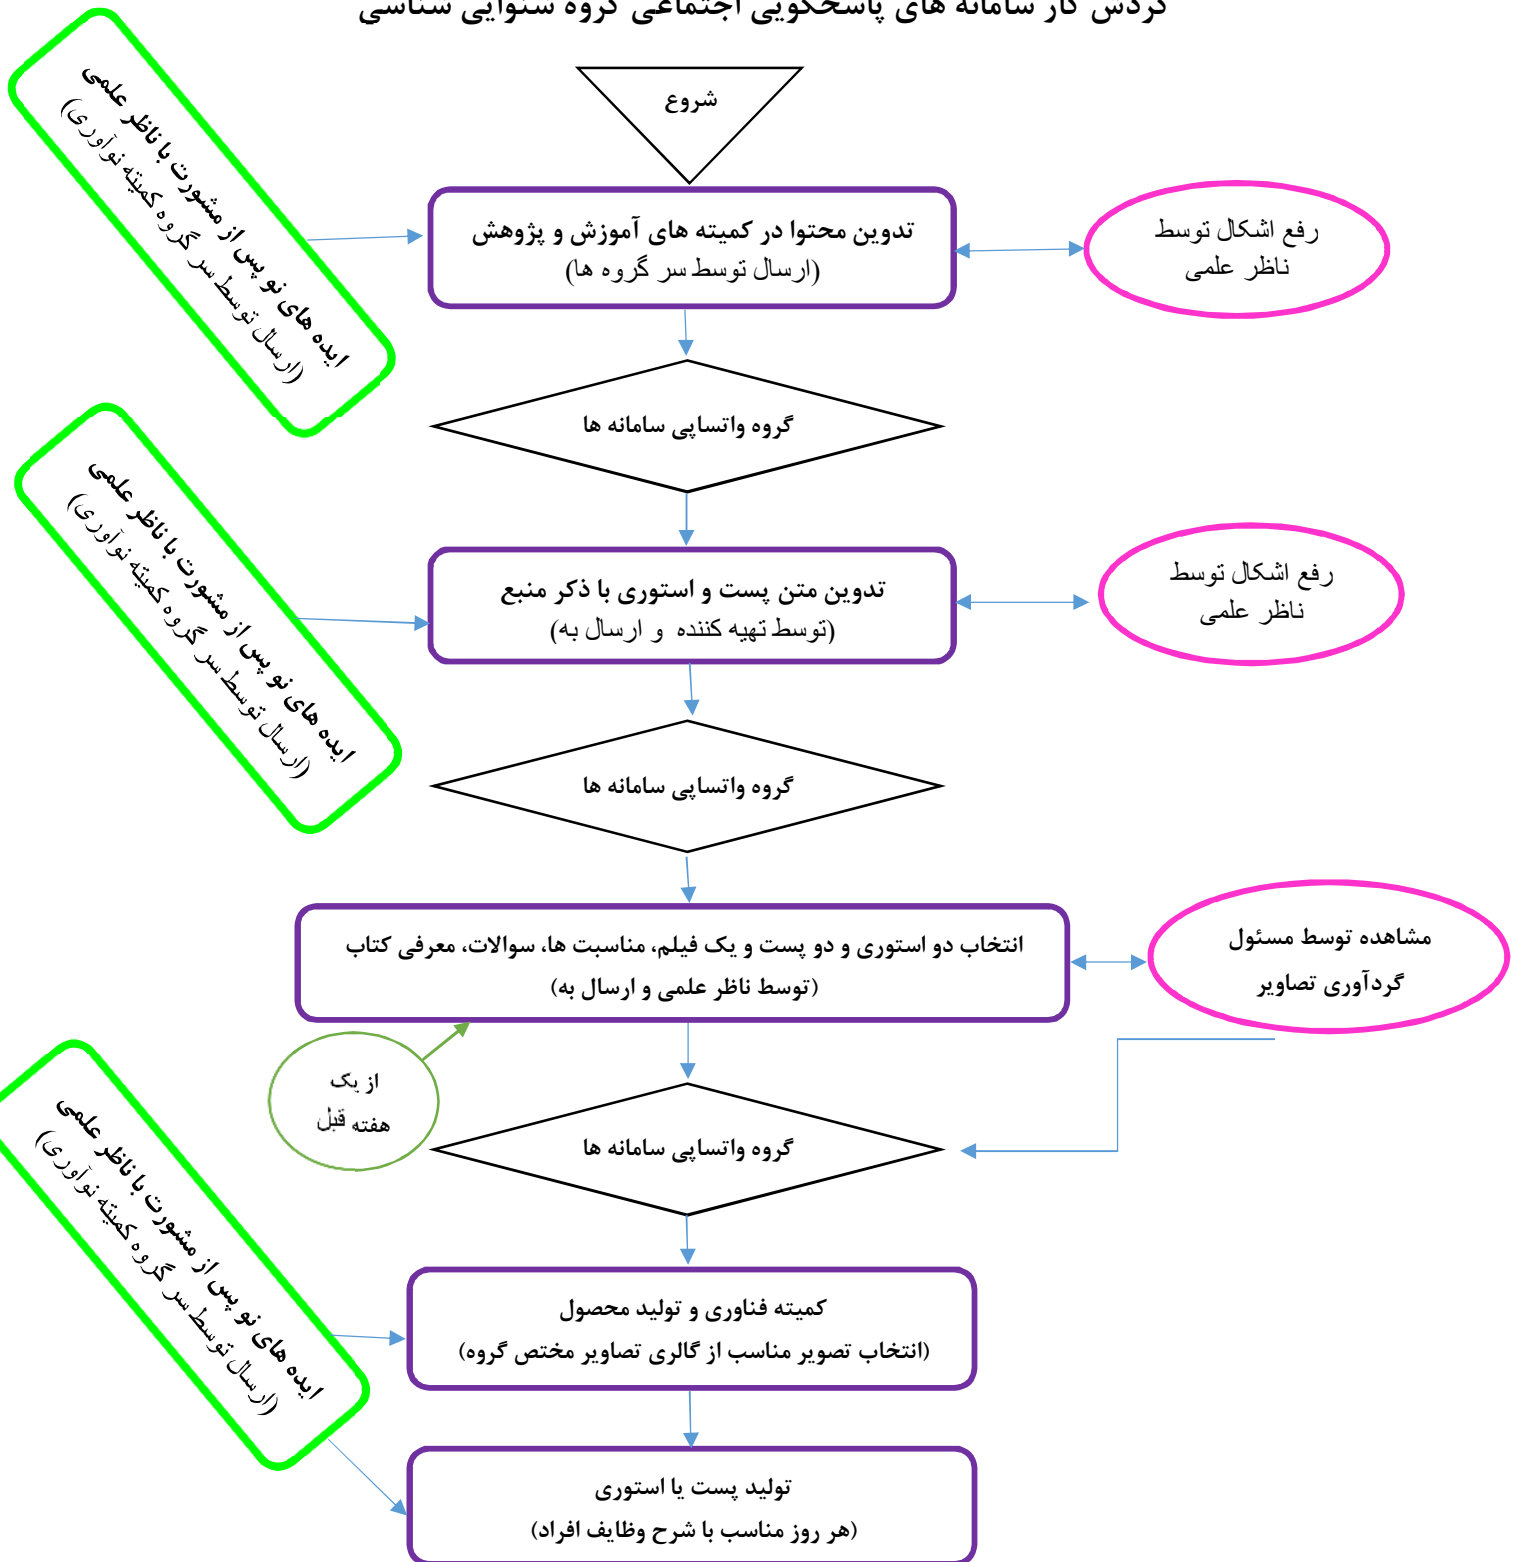 گردش کار سامانه های پاسخگویی اجتماعی گروه شنوایی شناسی
شروع
ایده های نو پس از مشورت با ناظر علمی
(ارسال توسط سر گروه کمیته نوآوری)
تدوین محتوا در کمیته های آموزش و پژوهش
(ارسال توسط سر گروه ها)
رفع اشکال توسط
ناظر علمی
گروه واتساپی سامانه ها
ایده های نو پس از مشورت با ناظر علمی
(ارسال توسط سر گروه کمیته نوآوری)
تدوین متن پست و استوری با ذکر منبع
(توسط تهیه کننده و ارسال به)
رفع اشکال توسط
ناظر علمی
گروه واتساپی سامانه ها
انتخاب دو استوری و دو پست و یک فیلم، مناسبت ها، سوالات، معرفی کتاب
(توسط ناظر علمی و ارسال به)
مشاهده توسط مسئول
گردآوری تصاویر
از یک
هفته قبل
گروه واتساپی سامانه ها
ایده های نو پس از مشورت با ناظر علمی
(ارسال توسط سر گروه کمیته نوآوری)
کمیته فناوری و تولید محصول
(انتخاب تصویر مناسب از گالری تصاویر مختص گروه)
تولید پست یا استوری
(هر روز مناسب با شرح وظایف افراد)